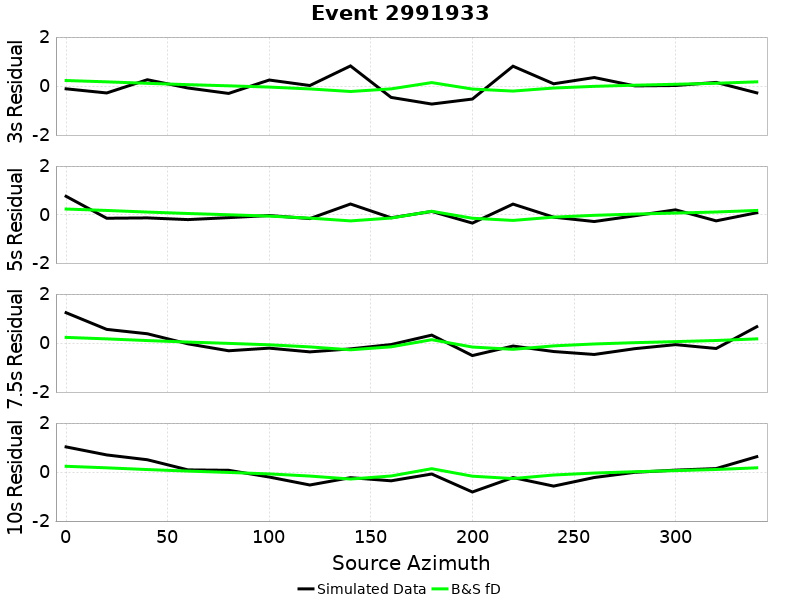 Event 2991933
3s Residual
2
0
-2
5s Residual
2
0
-2
7.5s Residual
2
0
-2
10s Residual
2
0
-2
0 50 100 150 200 250 300
Source Azimuth
Simulated Data B&S fD